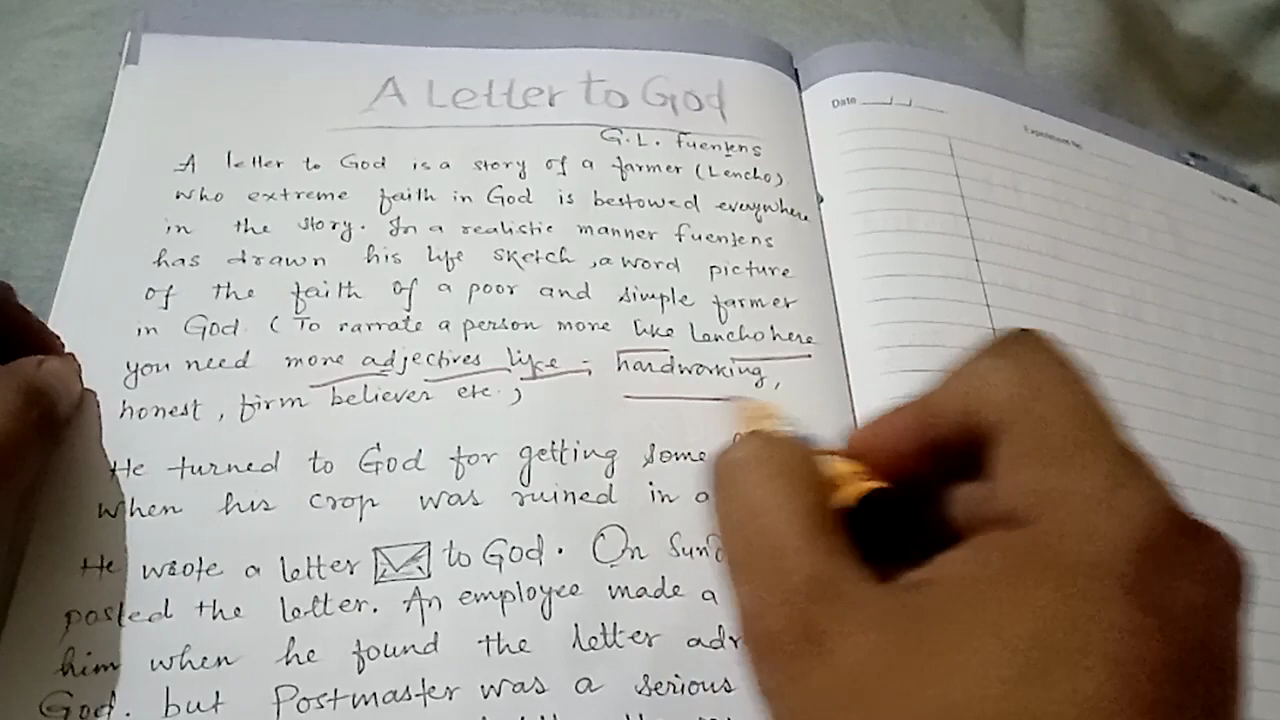 A Letter to God
G.L. Fuentens
A letter to God is a story of a farmer (Lencho)
who extreme faith in God is bestowed everywhere
in the story. In a realistic manner Fuentens
has drawn his life sketch, a word picture
of the faith of a poor and simple farmer
in God. (To narrate a person more like Lencho here
you need more adjectives like - hardworking,
honest, firm believer etc.)
He turned to God for getting some
when his crop was ruined in a
He wrote a letter to God. On
posted the letter. An employee made a
him when he found the letter
God. but Postmaster was a serious
Date
Experiment No.